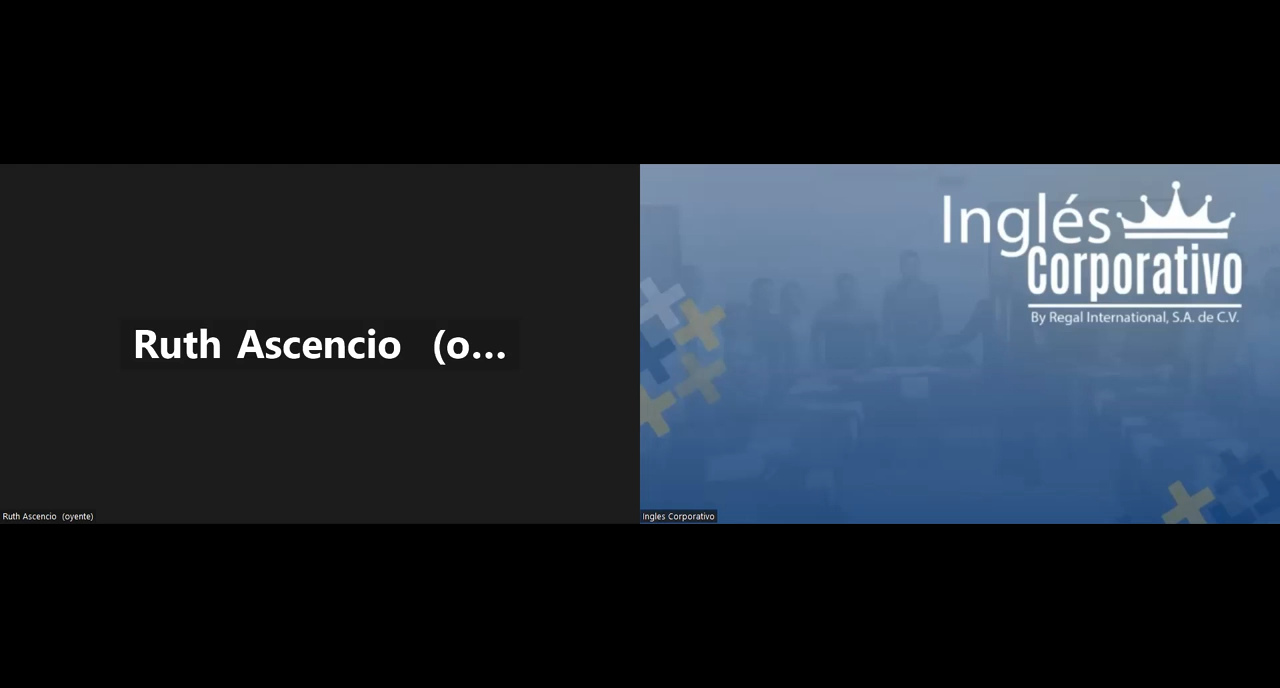 Ruth Ascencio (o...
Ruth Ascencio (oyente)
Inglés
Corporativo
By Regal International, S.A. de C.V.
Ingles Corporativo